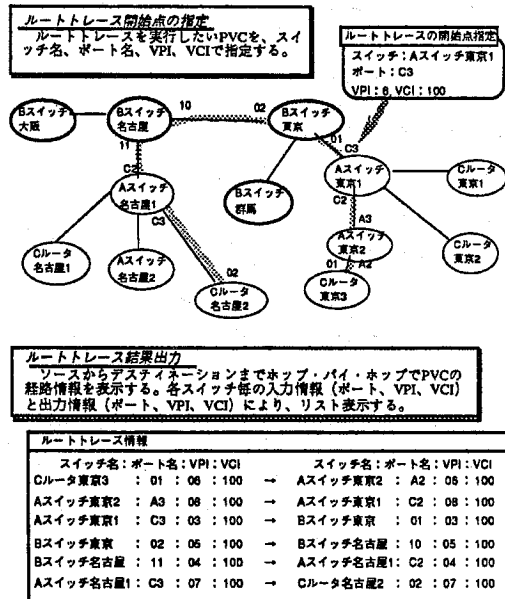 ルートトレース開始点の指定
ルートトレースを実行したいPVCを、スイ
ッチ名、ポート名、VPI、VCIで指定する。
ルートトレースの開始点指定
スイッチ：Aスイッチ東京1
ポート：C3
VPI：8, VCI：100
Bスイッチ
大阪
Bスイッチ
名古屋
10
02
Bスイッチ
東京
01
C3
11
C2
Aスイッチ
名古屋1
C3
Bスイッチ
群馬
Aスイッチ
東京1
C2
Cルータ
東京1
A3
Aスイッチ
東京2
Cルータ
東京2
01
A2
Cルータ
東京3
Cルータ
名古屋1
Aスイッチ
名古屋2
02
Cルータ
名古屋2
ルートトレース結果出力
ソースからデスティネーションまでホップ・バイ・ホップでPVCの
経路情報を表示する。各スイッチ毎の入力情報（ポート、VPI、VCI）
と出力情報（ポート、VPI、VCI）により、リスト表示する。
ルートトレース情報
スイッチ名：ポート名：VPI：VCI スイッチ名：ポート名：VPI：VCI
Cルータ東京3 : 01 : 06 : 100 → Aスイッチ東京2 : A2 : 06 : 100
Aスイッチ東京2 : A3 : 08 : 100 → Aスイッチ東京1 : C2 : 08 : 100
Aスイッチ東京1 : C3 : 03 : 100 → Bスイッチ東京 : 01 : 03 : 100
Bスイッチ東京 : 02 : 05 : 100 → Bスイッチ名古屋 : 10 : 05 : 100
Bスイッチ名古屋 : 11 : 04 : 100 → Aスイッチ名古屋1 : C2 : 04 : 100
Aスイッチ名古屋1 : C3 : 07 : 100 → Cルータ名古屋2 : 02 : 07 : 100